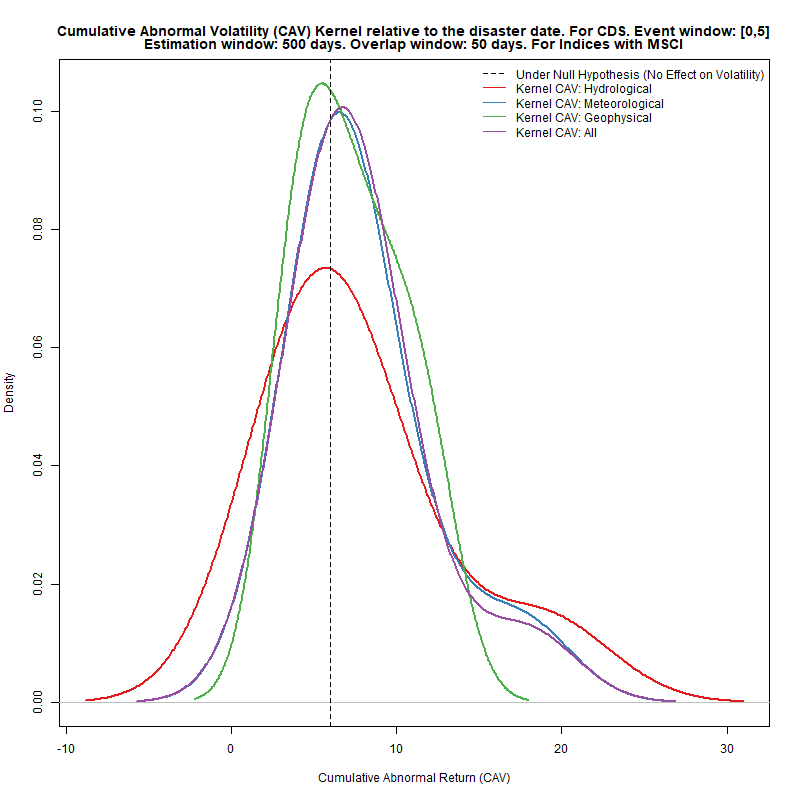 Cumulative Abnormal Volatility (CAV) Kernel relative to the disaster date. For CDS. Event window: [0,5]
Estimation window: 500 days. Overlap window: 50 days. For Indices with MSCI
Under Null Hypothesis (No Effect on Volatility)
Kernel CAV: Hydrological
Kernel CAV: Meteorological
Kernel CAV: Geophysical
Kernel CAV: All
0.10
0.08
0.06
0.04
0.02
0.00
Density
-10 0 10 20 30
Cumulative Abnormal Return (CAV)